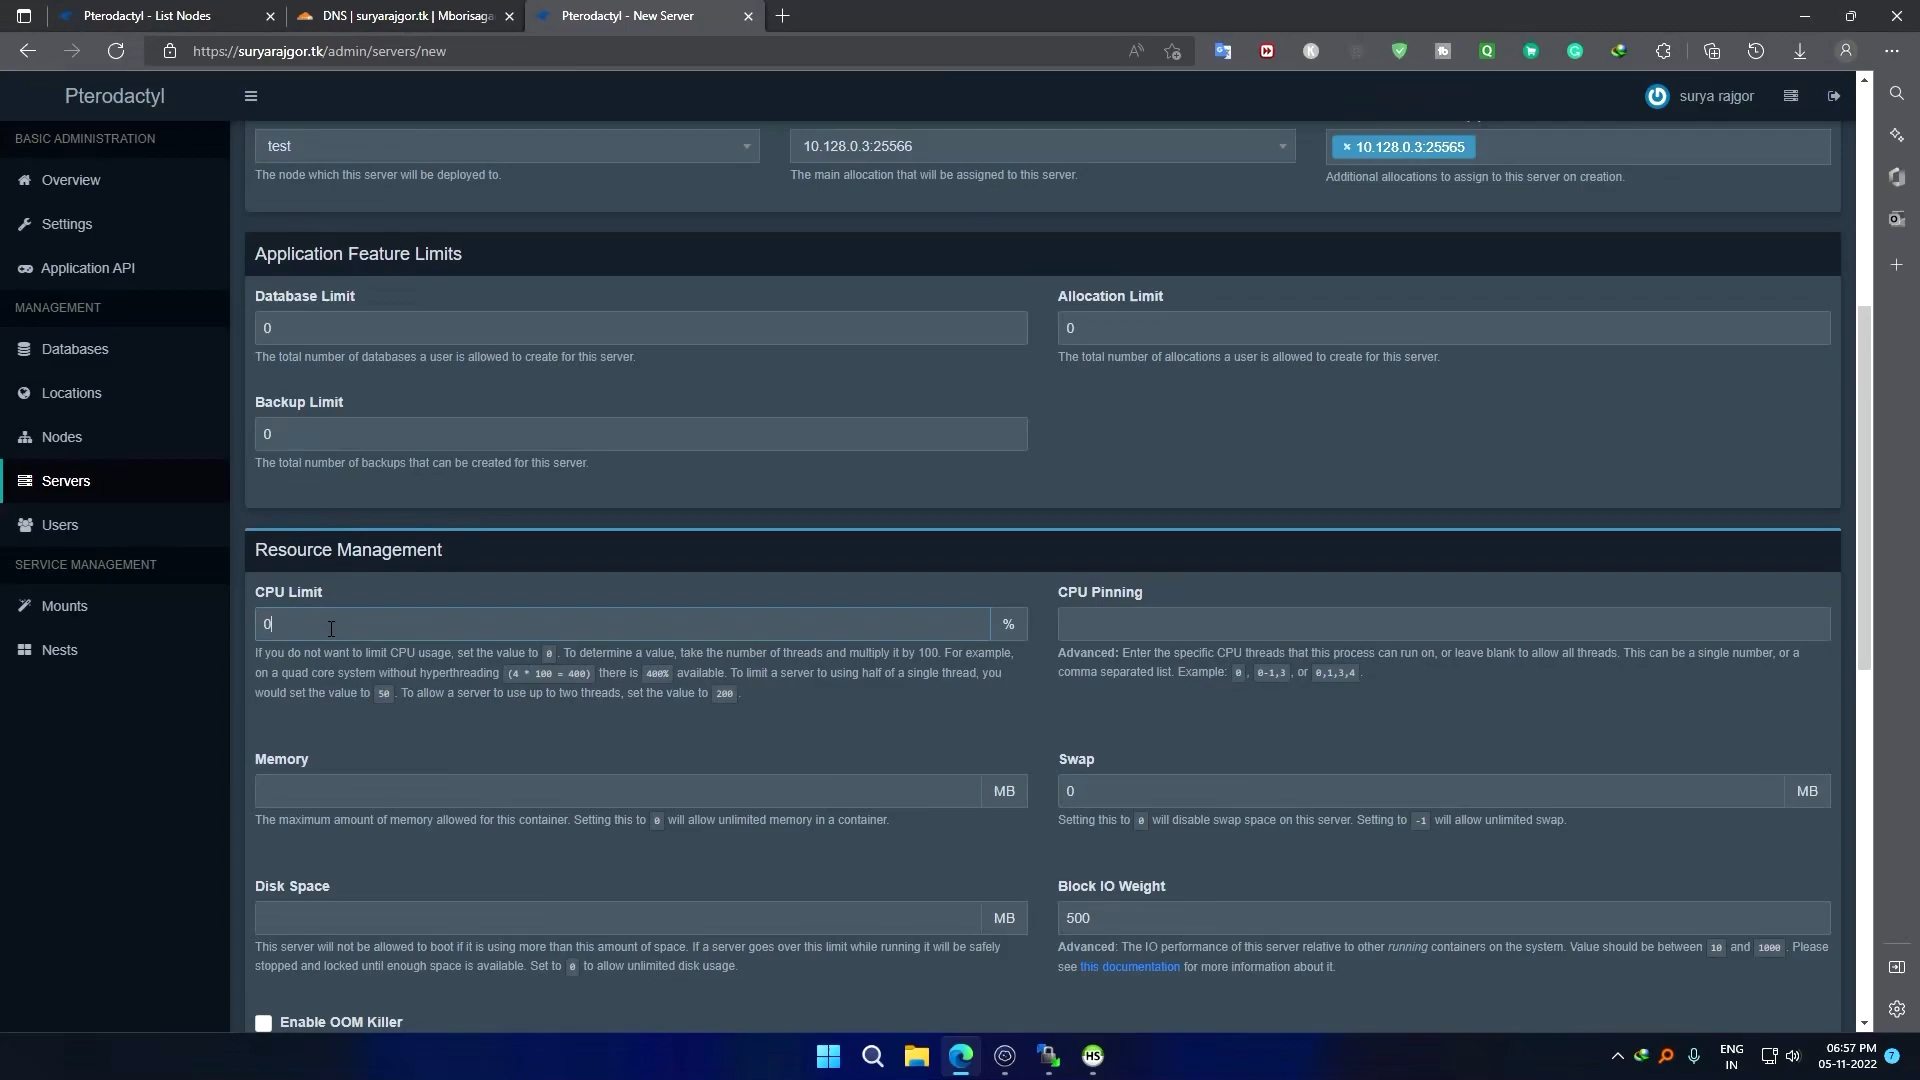 Pterodactyl - List Nodes
DNS | suryarajgor.tk | Mborisaga
Pterodactyl - New Server
https://suryarajgor.tk/admin/servers/new
Pterodactyl
surya rajgor
BASIC ADMINISTRATION
Overview
Settings
Application API
MANAGEMENT
Databases
Locations
Nodes
Servers
Users
SERVICE MANAGEMENT
Mounts
Nests
test
10.128.0.3:25566
× 10.128.0.3:25565
The node which this server will be deployed to.
The main allocation that will be assigned to this server.
Additional allocations to assign to this server on creation.
Application Feature Limits
Database Limit
Allocation Limit
0
0
The total number of databases a user is allowed to create for this server.
The total number of allocations a user is allowed to create for this server.
Backup Limit
0
The total number of backups that can be created for this server.
Resource Management
CPU Limit
CPU Pinning
0
%
If you do not want to limit CPU usage, set the value to 0 . To determine a value, take the number of threads and multiply it by 100. For example,
on a quad core system without hyperthreading (4 * 100 = 400) there is 400% available. To limit a server to using half of a single thread, you
would set the value to 50 . To allow a server to use up to two threads, set the value to 200 .
Advanced: Enter the specific CPU threads that this process can run on, or leave blank to allow all threads. This can be a single number, or a
comma separated list. Example: 0 , 0-1,3 , or 0,1,3,4 .
Memory
Swap
MB
0
MB
The maximum amount of memory allowed for this container. Setting this to 0 will allow unlimited memory in a container.
Setting this to 0 will disable swap space on this server. Setting to -1 will allow unlimited swap.
Disk Space
Block IO Weight
MB
500
This server will not be allowed to boot if it is using more than this amount of space. If a server goes over this limit while running it will be safely
stopped and locked until enough space is available. Set to 0 to allow unlimited disk usage.
Advanced: The IO performance of this server relative to other running containers on the system. Value should be between 10 and 1000 . Please
see this documentation for more information about it.
Enable OOM Killer
HS
ENG
IN
06:57 PM
05-11-2022
7